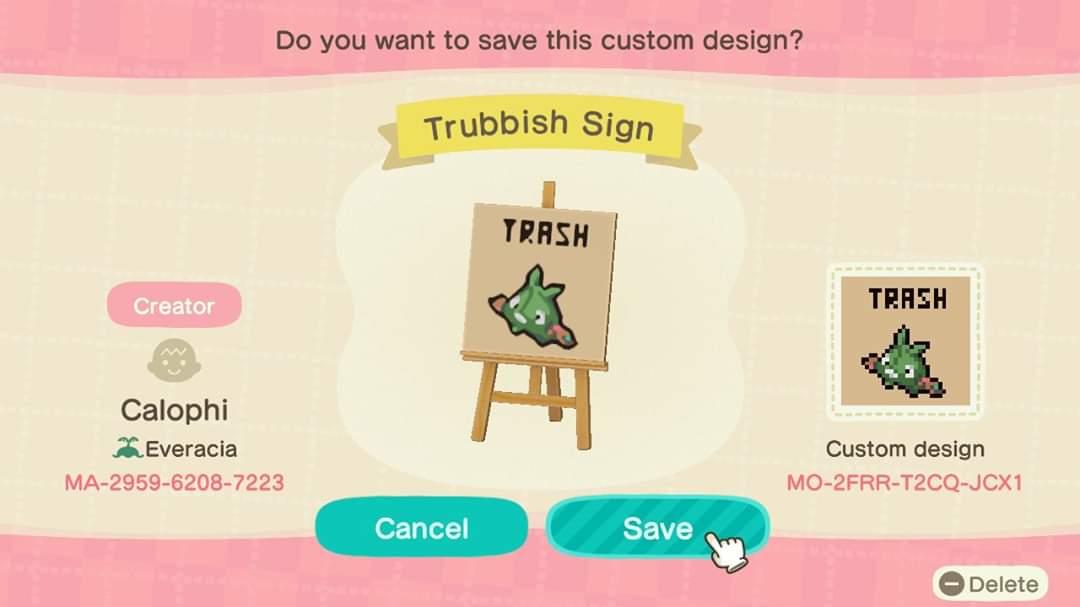 Do you want to save this custom design?
Trubbish Sign
TRASH
TRASH
Creator
Calophi
Everacia
MA-2959-6208-7223
Custom design
MO-2FRR-T2CQ-JCX1
Cancel
Save
Delete